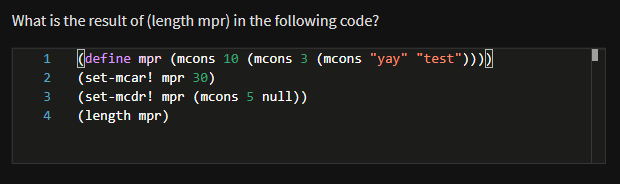 What is the result of (length mpr) in the following code?
1 (define mpr (mcons 10 (mcons 3 (mcons "yay" "test"))))
2 (set-mcar! mpr 30)
3 (set-mcdr! mpr (mcons 5 null))
4 (length mpr)